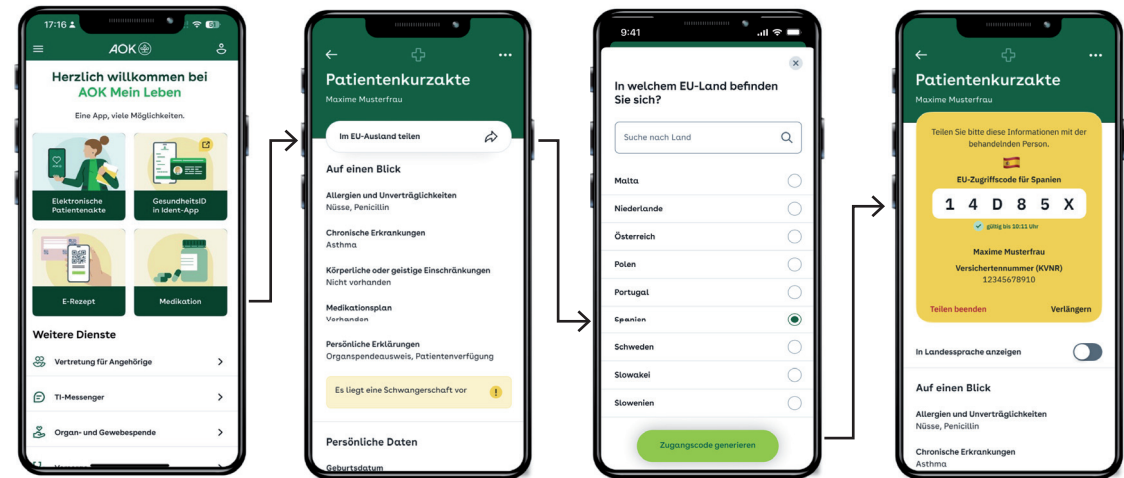 17:16
AOK
Herzlich willkommen bei
AOK Mein Leben
Eine App, viele Möglichkeiten.
Elektronische
Patientenakte
GesundheitsID
in Ident-App
E-Rezept
Medikation
Weitere Dienste
Vertretung für Angehörige
TI-Messenger
Organ- und Gewebespende
Patientenkurzakte
Maxime Musterfrau
Im EU-Ausland teilen
Auf einen Blick
Allergien und Unverträglichkeiten
Nüsse, Penicillin
Chronische Erkrankungen
Asthma
Körperliche oder geistige Einschränkungen
Nicht vorhanden
Medikationsplan
Vorhanden
Persönliche Erklärungen
Organspendeausweis, Patientenverfügung
Es liegt eine Schwangerschaft vor
Persönliche Daten
Geburtsdatum
9:41
In welchem EU-Land befinden
Sie sich?
Suche nach Land
Malta
Niederlande
Österreich
Polen
Portugal
Spanien
Schweden
Slowakei
Slowenien
Zugangscode generieren
Patientenkurzakte
Maxime Musterfrau
Teilen Sie bitte diese Informationen mit der
behandelnden Person.
EU-Zugriffscode für Spanien
1 4 D 8 5 X
gültig bis 10:11 Uhr
Maxime Musterfrau
Versichertennummer (KVNR)
12345678910
Teilen beenden
Verlängern
In Landessprache anzeigen
Auf einen Blick
Allergien und Unverträglichkeiten
Nüsse, Penicillin
Chronische Erkrankungen
Asthma